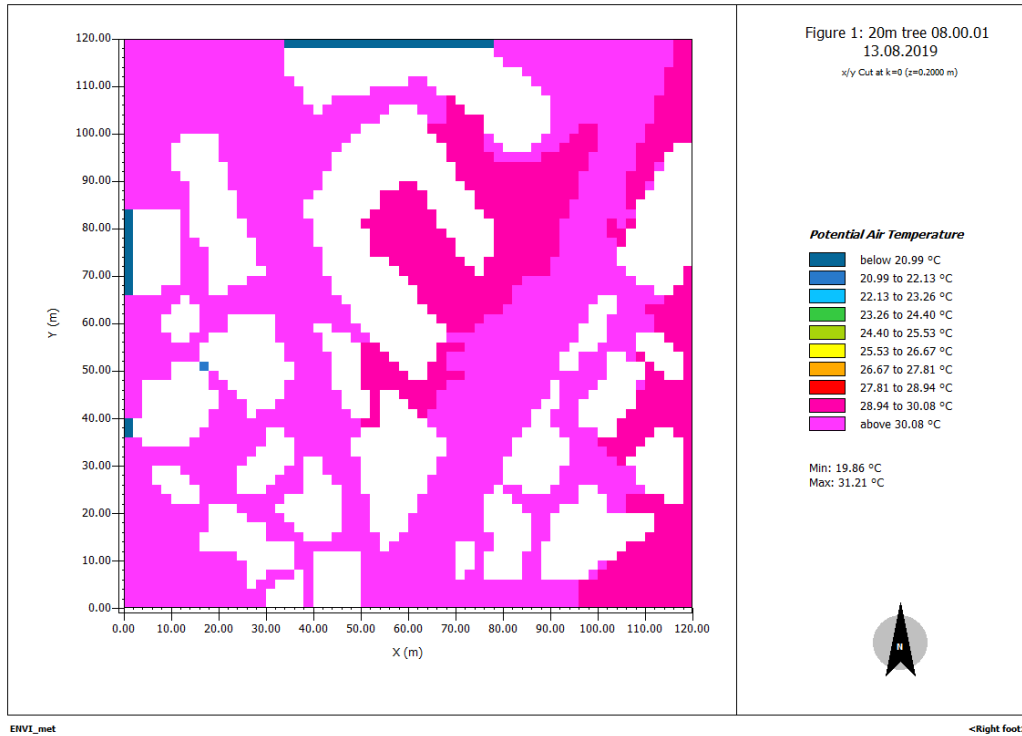 Figure 1: 20m tree 08.00.01
13.08.2019
x/y Cut at k=0 (z=0.2000 m)
120.00
110.00
100.00
90.00
80.00
70.00
60.00
50.00
40.00
30.00
20.00
10.00
0.00
Y (m)
0.00 10.00 20.00 30.00 40.00 50.00 60.00 70.00 80.00 90.00 100.00 110.00 120.00
X (m)
Potential Air Temperature
below 20.99 °C
20.99 to 22.13 °C
22.13 to 23.26 °C
23.26 to 24.40 °C
24.40 to 25.53 °C
25.53 to 26.67 °C
26.67 to 27.81 °C
27.81 to 28.94 °C
28.94 to 30.08 °C
above 30.08 °C
Min: 19.86 °C
Max: 31.21 °C
N
ENVI_met
<Right foot